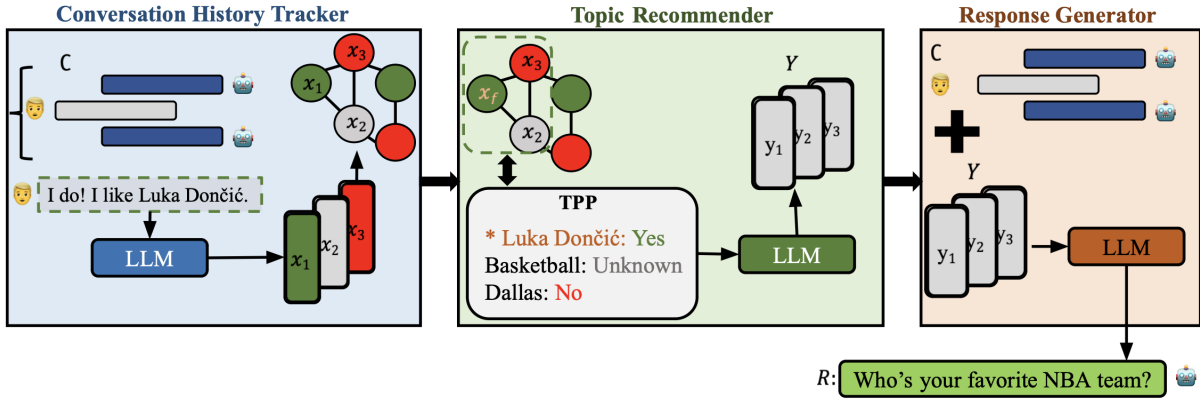 Conversation History Tracker
C
x₁
x₃
x₂
I do! I like Luka Dončić.
LLM
x₁
x₂
x₃
Topic Recommender
x_f
x₃
x₂
TPP
* Luka Dončić: Yes
Basketball: Unknown
Dallas: No
LLM
Y
y₁
y₂
y₃
Response Generator
C
Y
y₁
y₂
y₃
LLM
R: Who's your favorite NBA team?